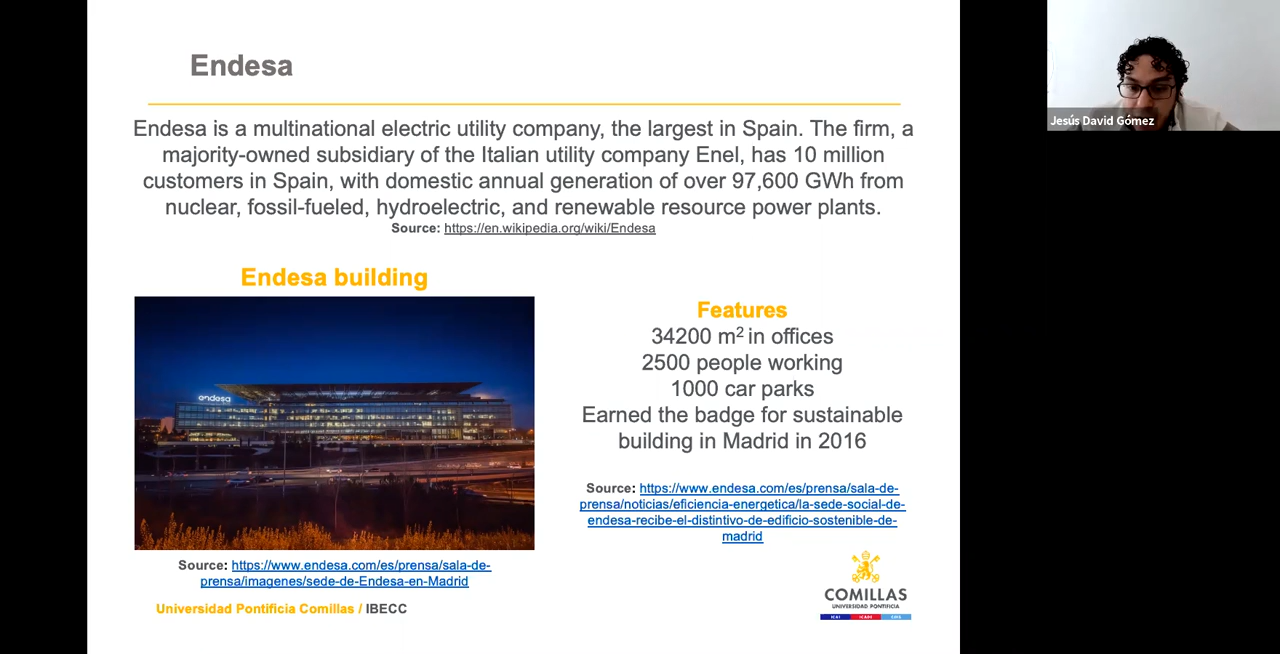 Endesa
Jesús David Gómez
Endesa is a multinational electric utility company, the largest in Spain. The firm, a
majority-owned subsidiary of the Italian utility company Enel, has 10 million
customers in Spain, with domestic annual generation of over 97,600 GWh from
nuclear, fossil-fueled, hydroelectric, and renewable resource power plants.
Source: https://en.wikipedia.org/wiki/Endesa
Endesa building
endesa
Source: https://www.endesa.com/es/prensa/sala-de-
prensa/imagenes/sede-de-Endesa-en-Madrid
Features
34200 m² in offices
2500 people working
1000 car parks
Earned the badge for sustainable
building in Madrid in 2016
Source: https://www.endesa.com/es/prensa/sala-de-
prensa/noticias/eficiencia-energetica/la-sede-social-de-
endesa-recibe-el-distintivo-de-edificio-sostenible-de-
madrid
Universidad Pontificia Comillas / IBECC
COMILLAS
UNIVERSIDAD PONTIFICIA
ICAI ICADE CIHS